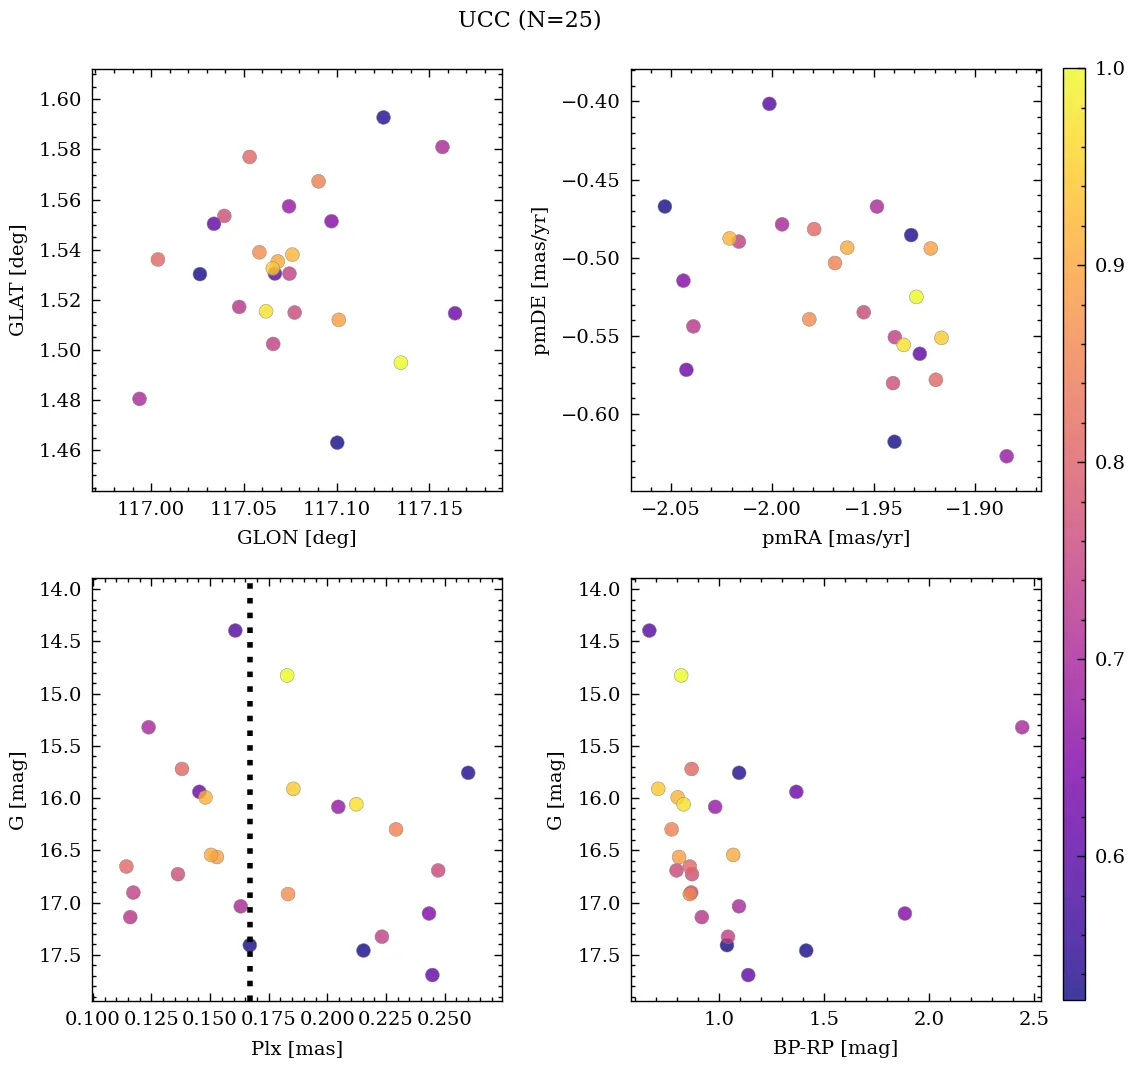 UCC (N=25)
1.60
1.58
1.56
1.54
1.52
1.50
1.48
1.46
GLAT [deg]
117.00 117.05 117.10 117.15
GLON [deg]
−0.40
−0.45
−0.50
−0.55
−0.60
pmDE [mas/yr]
−2.05 −2.00 −1.95 −1.90
pmRA [mas/yr]
14.0
14.5
15.0
15.5
16.0
16.5
17.0
17.5
G [mag]
0.100 0.125 0.150 0.175 0.200 0.225 0.250
Plx [mas]
14.0
14.5
15.0
15.5
16.0
16.5
17.0
17.5
G [mag]
1.0 1.5 2.0 2.5
BP-RP [mag]
1.0
0.9
0.8
0.7
0.6